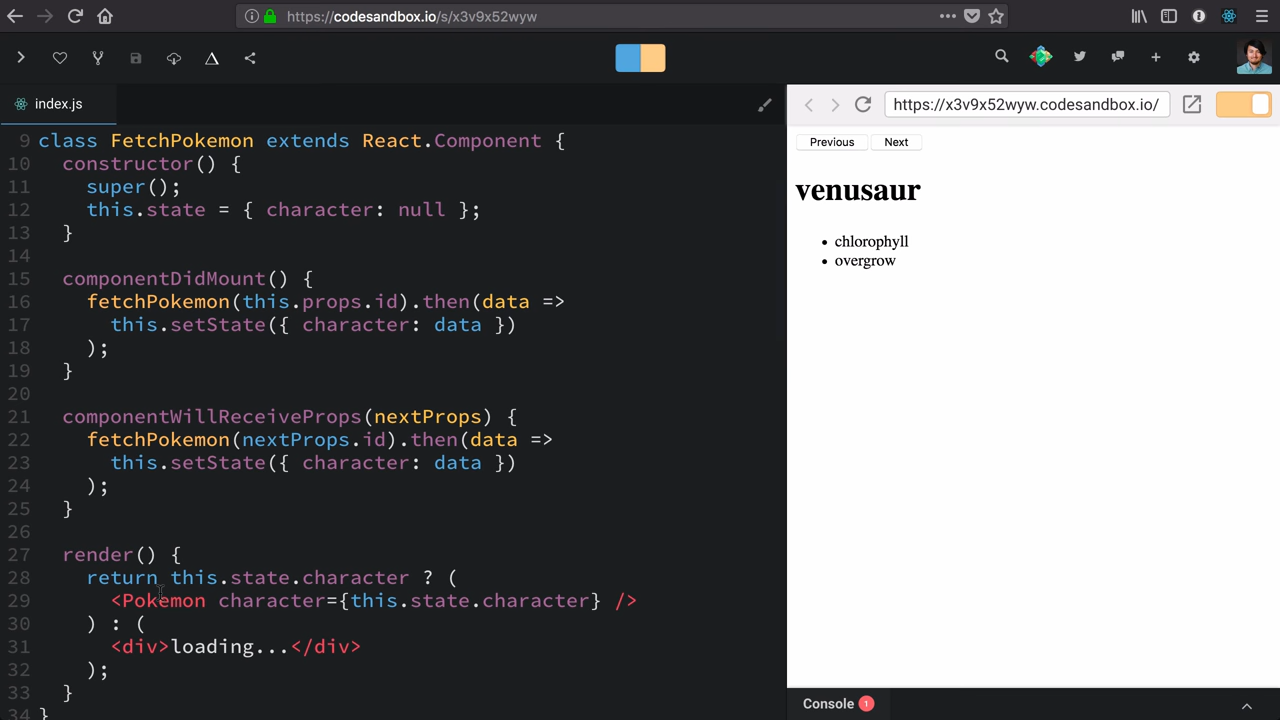 https://codesandbox.io/s/x3v9x52wyw
index.js
https://x3v9x52wyw.codesandbox.io/
9 class FetchPokemon extends React.Component {
10 constructor() {
11 super();
12 this.state = { character: null };
13 }
14
15 componentDidMount() {
16 fetchPokemon(this.props.id).then(data =>
17 this.setState({ character: data })
18 );
19 }
20
21 componentWillReceiveProps(nextProps) {
22 fetchPokemon(nextProps.id).then(data =>
23 this.setState({ character: data })
24 );
25 }
26
27 render() {
28 return this.state.character ? (
29 <Pokemon character={this.state.character} />
30 ) : (
31 <div>loading...</div>
32 );
33 }
34 }
Previous Next
venusaur
• chlorophyll
• overgrow
Console 1